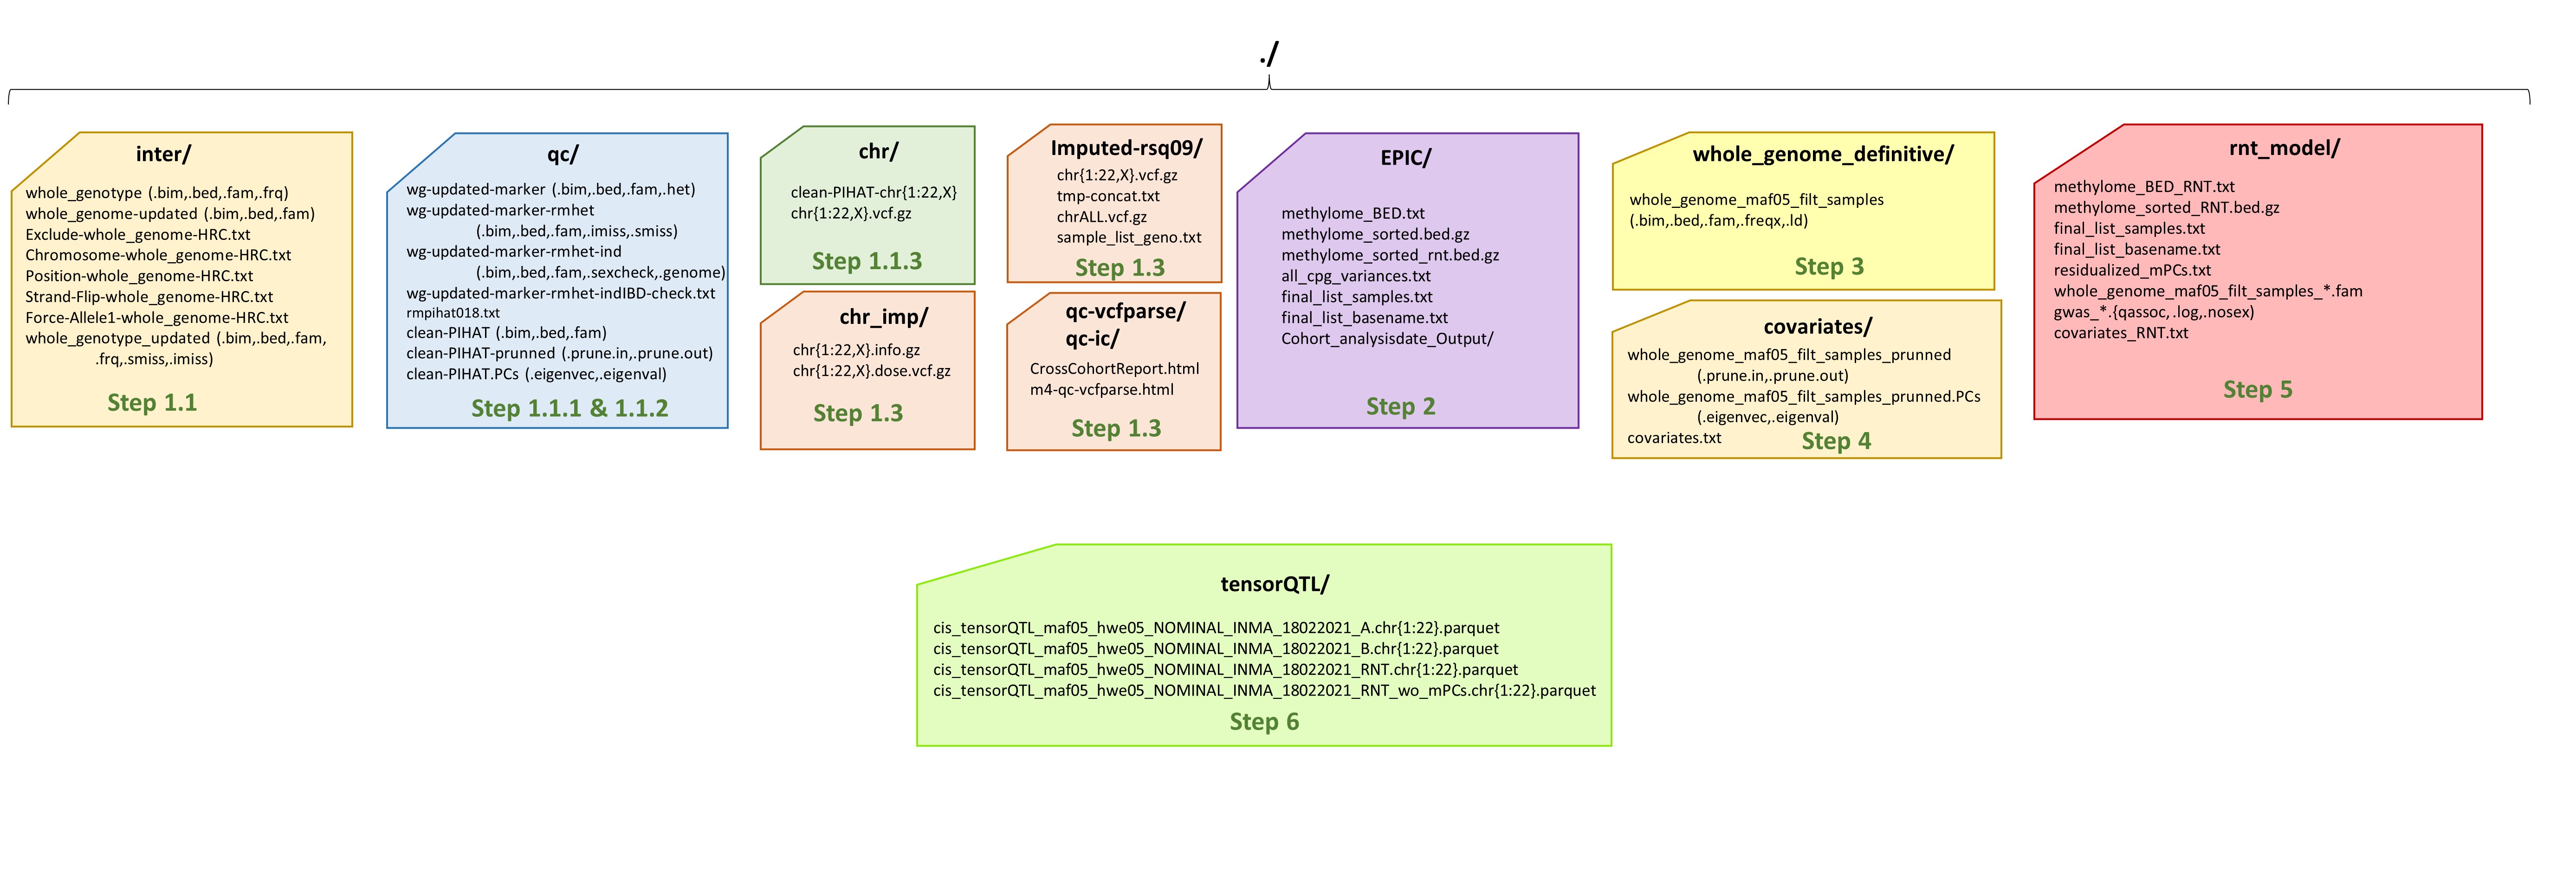 ./
inter/
whole_genotype (.bim,.bed,.fam,.frq)
whole_genome-updated (.bim,.bed,.fam)
Exclude-whole_genome-HRC.txt
Chromosome-whole_genome-HRC.txt
Position-whole_genome-HRC.txt
Strand-Flip-whole_genome-HRC.txt
Force-Allele1-whole_genome-HRC.txt
whole_genotype_updated (.bim,.bed,.fam,
.frq,.smiss,.imiss)
Step 1.1
qc/
wg-updated-marker (.bim,.bed,.fam,.het)
wg-updated-marker-rmhet
(.bim,.bed,.fam,.imiss,.smiss)
wg-updated-marker-rmhet-ind
(.bim,.bed,.fam,.sexcheck,.genome)
wg-updated-marker-rmhet-indIBD-check.txt
rmpihat018.txt
clean-PIHAT (.bim,.bed,.fam)
clean-PIHAT-prunned (.prune.in,.prune.out)
clean-PIHAT.PCs (.eigenvec,.eigenval)
Step 1.1.1 & 1.1.2
chr/
clean-PIHAT-chr{1:22,X}
chr{1:22,X}.vcf.gz
Step 1.1.3
chr_imp/
chr{1:22,X}.info.gz
chr{1:22,X}.dose.vcf.gz
Step 1.3
Imputed-rsq09/
chr{1:22,X}.vcf.gz
tmp-concat.txt
chrALL.vcf.gz
sample_list_geno.txt
Step 1.3
qc-vcfparse/
qc-ic/
CrossCohortReport.html
m4-qc-vcfparse.html
Step 1.3
EPIC/
methylome_BED.txt
methylome_sorted.bed.gz
methylome_sorted_rnt.bed.gz
all_cpg_variances.txt
final_list_samples.txt
final_list_basename.txt
Cohort_analysisdate_Output/
Step 2
whole_genome_definitive/
whole_genome_maf05_filt_samples
(.bim,.bed,.fam,.freqx,.ld)
Step 3
covariates/
whole_genome_maf05_filt_samples_prunned
(.prune.in,.prune.out)
whole_genome_maf05_filt_samples_prunned.PCs
(.eigenvec,.eigenval)
covariates.txt
Step 4
rnt_model/
methylome_BED_RNT.txt
methylome_sorted_RNT.bed.gz
final_list_samples.txt
final_list_basename.txt
residualized_mPCs.txt
whole_genome_maf05_filt_samples_*.fam
gwas_*.{qassoc,.log,.nosex)
covariates_RNT.txt
Step 5
tensorQTL/
cis_tensorQTL_maf05_hwe05_NOMINAL_INMA_18022021_A.chr{1:22}.parquet
cis_tensorQTL_maf05_hwe05_NOMINAL_INMA_18022021_B.chr{1:22}.parquet
cis_tensorQTL_maf05_hwe05_NOMINAL_INMA_18022021_RNT.chr{1:22}.parquet
cis_tensorQTL_maf05_hwe05_NOMINAL_INMA_18022021_RNT_wo_mPCs.chr{1:22}.parquet
Step 6